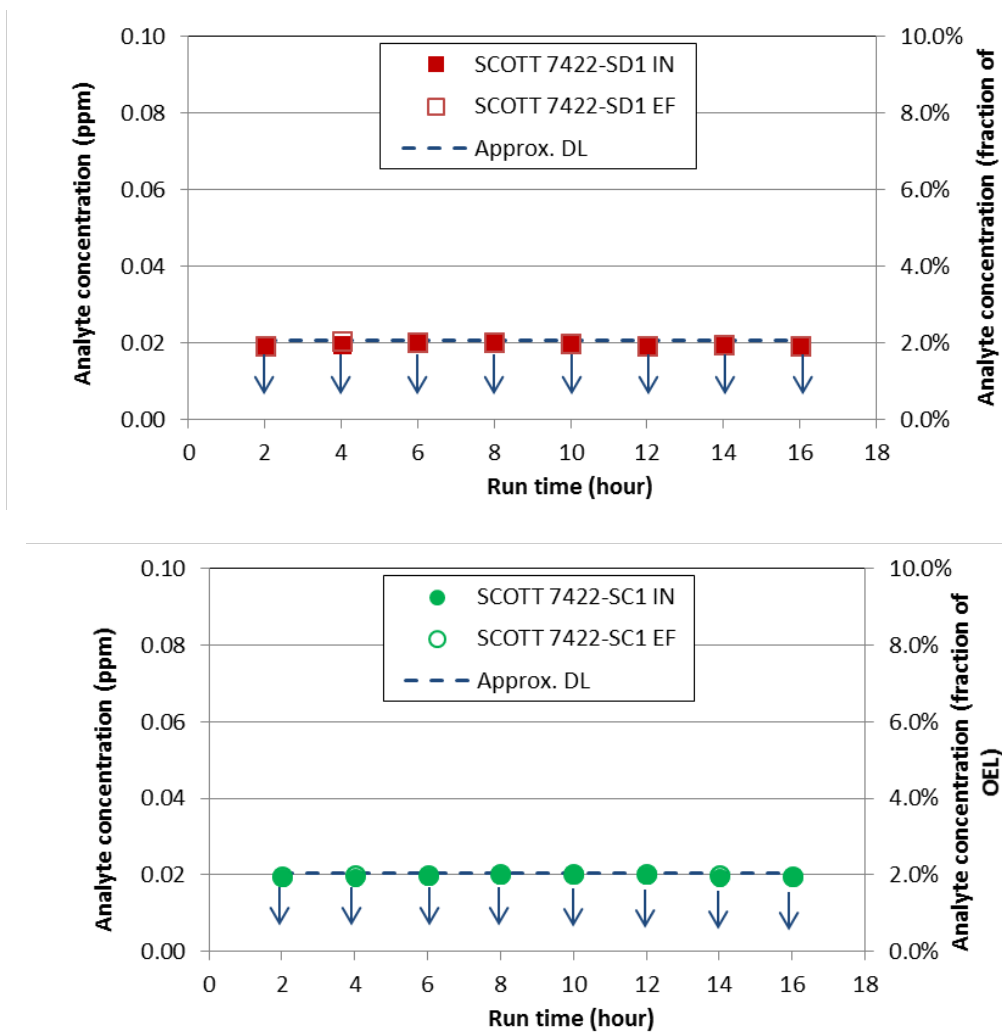 Analyte concentration (ppm)
0.10
0.08
0.06
0.04
0.02
0.00
SCOTT 7422-SD1 IN
SCOTT 7422-SD1 EF
Approx. DL
10.0%
8.0%
6.0%
4.0%
2.0%
0.0%
Analyte concentration (fraction of
0 2 4 6 8 10 12 14 16 18
Run time (hour)
Analyte concentration (ppm)
0.10
0.08
0.06
0.04
0.02
0.00
SCOTT 7422-SC1 IN
SCOTT 7422-SC1 EF
Approx. DL
10.0%
8.0%
6.0%
4.0%
2.0%
0.0%
Analyte concentration (fraction of
OEL)
0 2 4 6 8 10 12 14 16 18
Run time (hour)